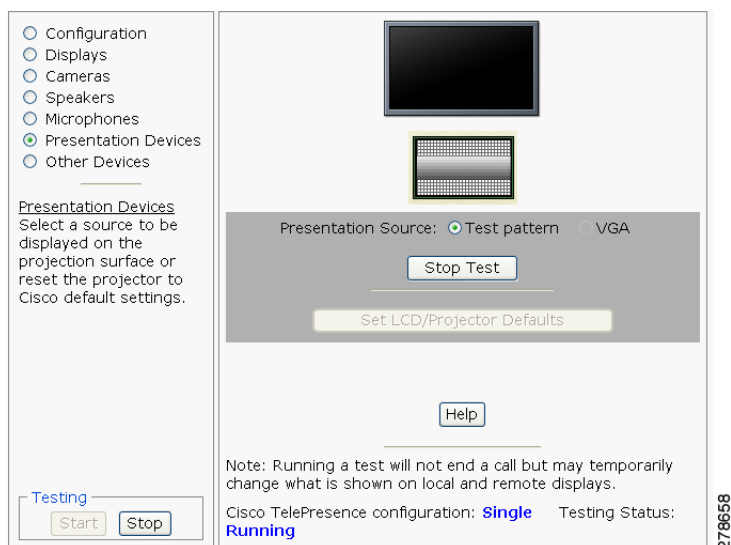 Configuration
Displays
Cameras
Speakers
Microphones
Presentation Devices
Other Devices
Presentation Devices
Select a source to be
displayed on the
projection surface or
reset the projector to
Cisco default settings.
Testing
Start Stop
Presentation Source: Test pattern VGA
Stop Test
Set LCD/Projector Defaults
Help
Note: Running a test will not end a call but may temporarily
change what is shown on local and remote displays.
Cisco TelePresence configuration: Single Testing Status:
Running
278658